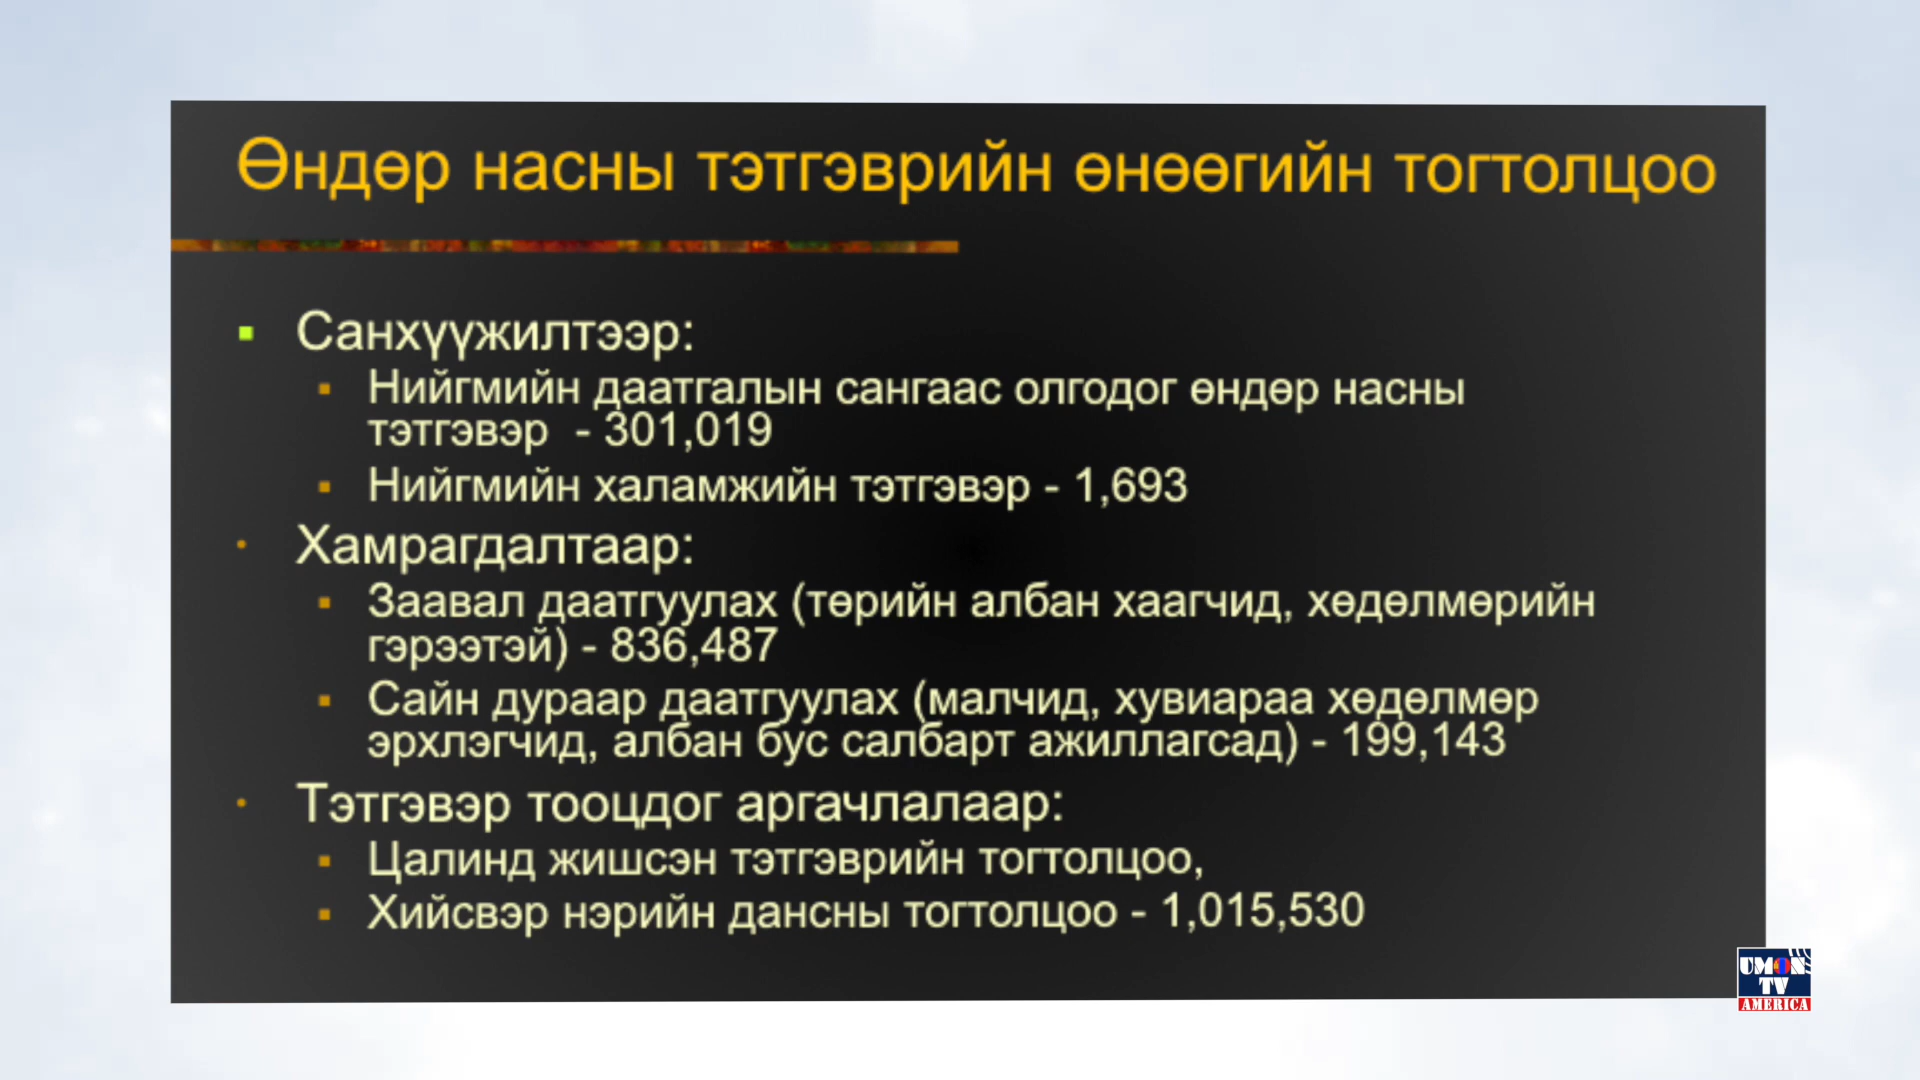 Өндөр насны тэтгэврийн өнөөгийн тогтолцоо
Санхүүжилтээр:
Нийгмийн даатгалын сангаас олгодог өндөр насны
тэтгэвэр - 301,019
Нийгмийн халамжийн тэтгэвэр - 1,693
Хамрагдалтаар:
Заавал даатгуулах (төрийн албан хаагчид, хөдөлмөрийн
гэрээтэй) - 836,487
Сайн дураар даатгуулах (малчид, хувиараа хөдөлмөр
эрхлэгчид, албан бус салбарт ажиллагсад) - 199,143
Тэтгэвэр тооцдог аргачлалаар:
Цалинд жишсэн тэтгэврийн тогтолцоо,
Хийсвэр нэрийн дансны тогтолцоо - 1,015,530
UMON
TV
AMERICA